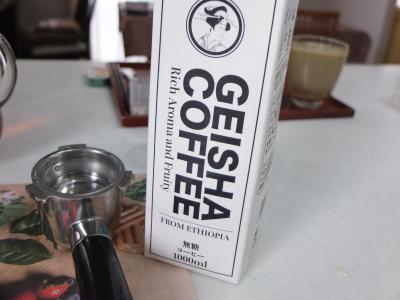 GEISHA
COFFEE
Rich Aroma and Fruity
FROM ETHIOPIA
無糖
コーヒー
1000ml